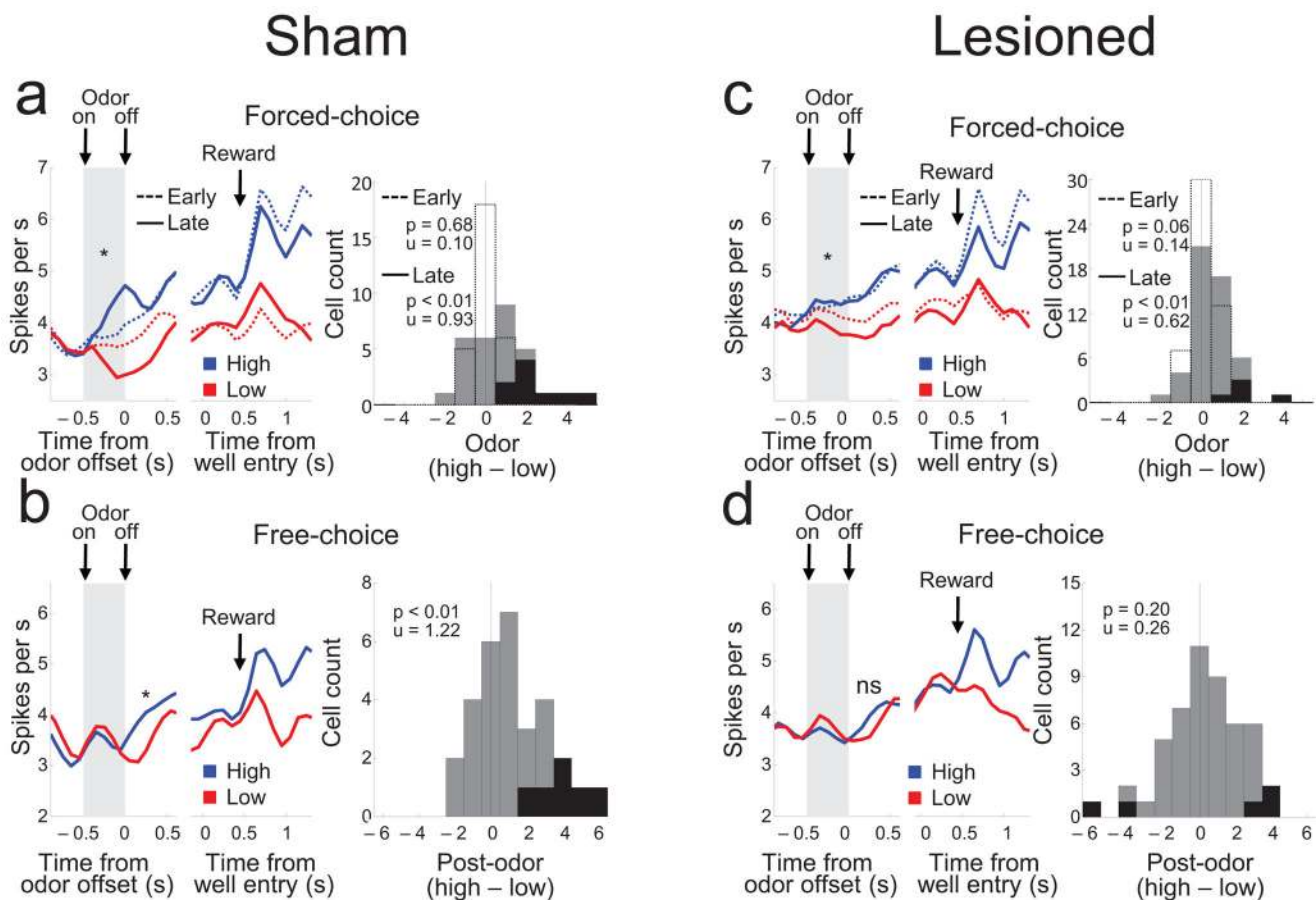 Sham
Lesioned
a
Odor
on off
Forced-choice
Reward
Early
Late
*
Spikes per s
7
6
5
4
3
High
Low
– 0.5 0 0.5
Time from
odor offset (s)
0 0.5 1
Time from
well entry (s)
Cell count
20
15
10
5
0
Early
p = 0.68
u = 0.10
Late
p < 0.01
u = 0.93
– 4 – 2 0 2 4
Odor
(high – low)
c
Odor
on off
Forced-choice
Reward
Early
Late
*
Spikes per s
7
6
5
4
3
High
Low
– 0.5 0 0.5
Time from
odor offset (s)
0 0.5 1
Time from
well entry (s)
Cell count
30
24
18
12
6
0
Early
p = 0.06
u = 0.14
Late
p < 0.01
u = 0.62
– 4 – 2 0 2 4
Odor
(high – low)
b
Odor
on off
Free-choice
Reward
*
Spikes per s
6
5
4
3
2
High
Low
– 0.5 0 0.5
Time from
odor offset (s)
0 0.5 1
Time from
well entry (s)
Cell count
8
6
4
2
0
p < 0.01
u = 1.22
– 6 – 4 – 2 0 2 4 6
Post-odor
(high – low)
d
Odor
on off
Free-choice
Reward
ns
Spikes per s
6
5
4
3
2
High
Low
– 0.5 0 0.5
Time from
odor offset (s)
0 0.5 1
Time from
well entry (s)
Cell count
15
12
9
6
3
0
p = 0.20
u = 0.26
– 6 – 4 – 2 0 2 4 6
Post-odor
(high – low)